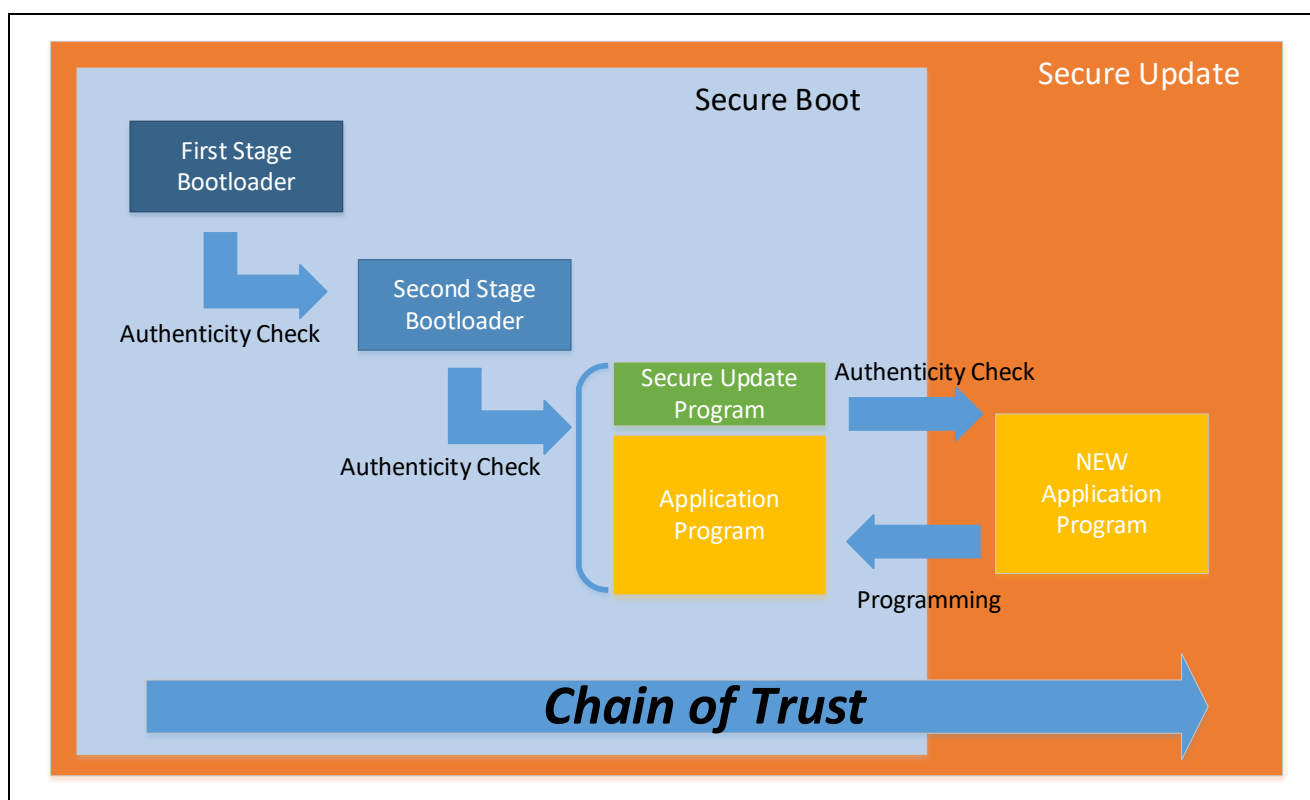 Secure Update
Secure Boot
First Stage
Bootloader
Authenticity Check
Second Stage
Bootloader
Authenticity Check
Secure Update
Program
Application
Program
Authenticity Check
NEW
Application
Program
Programming
Chain of Trust